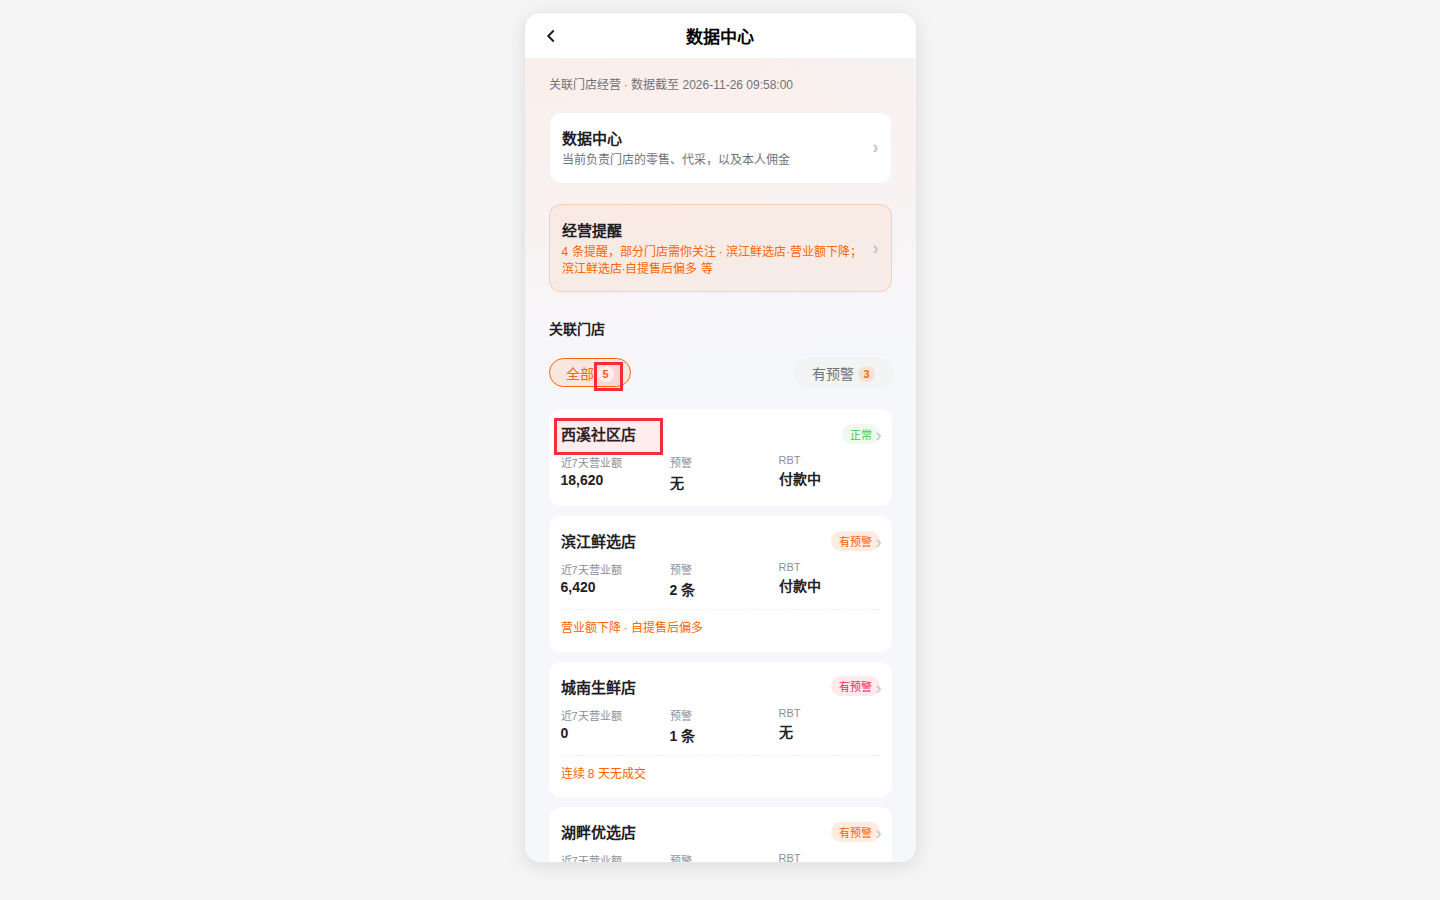 数据中心
关联门店经营 · 数据截至 2026-11-26 09:58:00
数据中心
当前负责门店的零售、代采，以及本人佣金
经营提醒
4 条提醒，部分门店需你关注 · 滨江鲜选店·营业额下降；
滨江鲜选店·自提售后偏多 等
关联门店
全部 5 有预警 3
西溪社区店 正常
近7天营业额 预警 RBT
18,620 无 付款中
滨江鲜选店 有预警
近7天营业额 预警 RBT
6,420 2 条 付款中
营业额下降 · 自提售后偏多
城南生鲜店 有预警
近7天营业额 预警 RBT
0 1 条 无
连续 8 天无成交
湖畔优选店 有预警
近7天营业额 预警 RBT